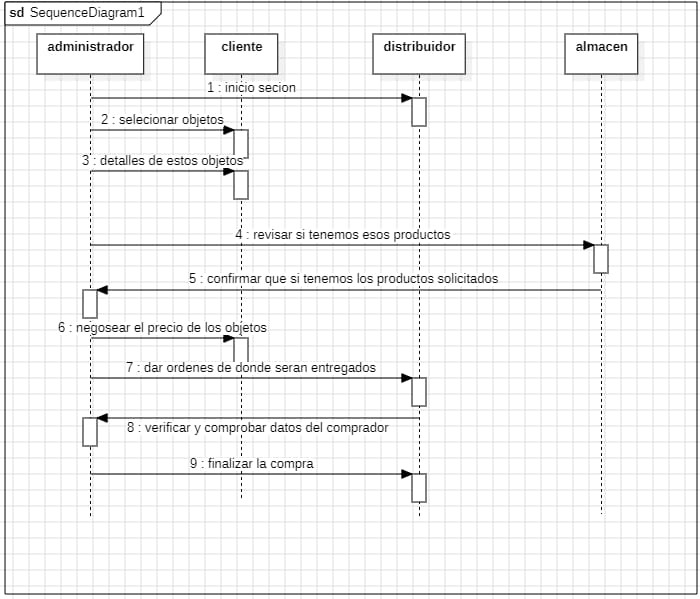 sd SequenceDiagram1
administrador cliente distribuidor almacen
1 : inicio secion
2 : selecionar objetos
3 : detalles de estos objetos
4 : revisar si tenemos esos productos
5 : confirmar que si tenemos los productos solicitados
6 : negosear el precio de los objetos
7 : dar ordenes de donde seran entregados
8 : verificar y comprobar datos del comprador
9 : finalizar la compra